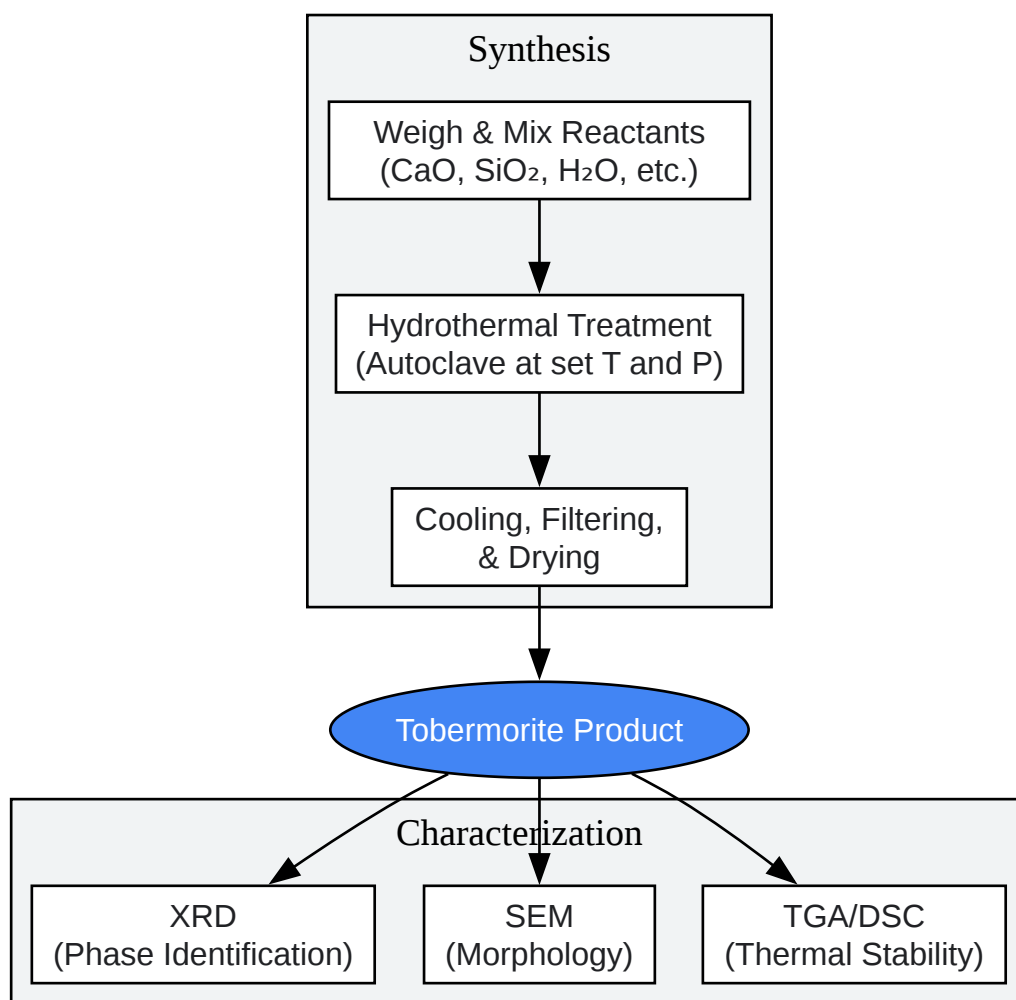 Synthesis
Weigh & Mix Reactants
(CaO, SiO₂, H₂O, etc.)
Hydrothermal Treatment
(Autoclave at set T and P)
Cooling, Filtering,
& Drying
Tobermorite Product
Characterization
XRD
(Phase Identification)
SEM
(Morphology)
TGA/DSC
(Thermal Stability)